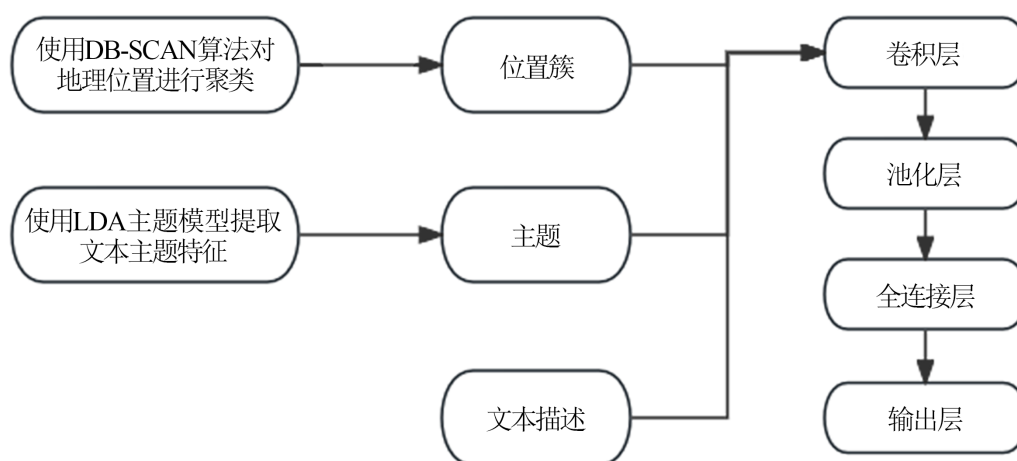 使用DB-SCAN算法对
地理位置进行聚类
位置簇
卷积层
池化层
使用LDA主题模型提取
文本主题特征
主题
全连接层
文本描述
输出层